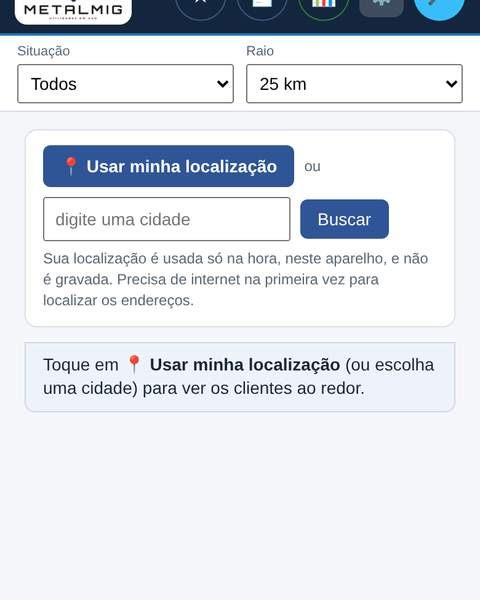 METALMIG
Situação
Raio
Todos
25 km
📍 Usar minha localização ou
digite uma cidade
Buscar
Sua localização é usada só na hora, neste aparelho, e não
é gravada. Precisa de internet na primeira vez para
localizar os endereços.
Toque em 📍 Usar minha localização (ou escolha
uma cidade) para ver os clientes ao redor.